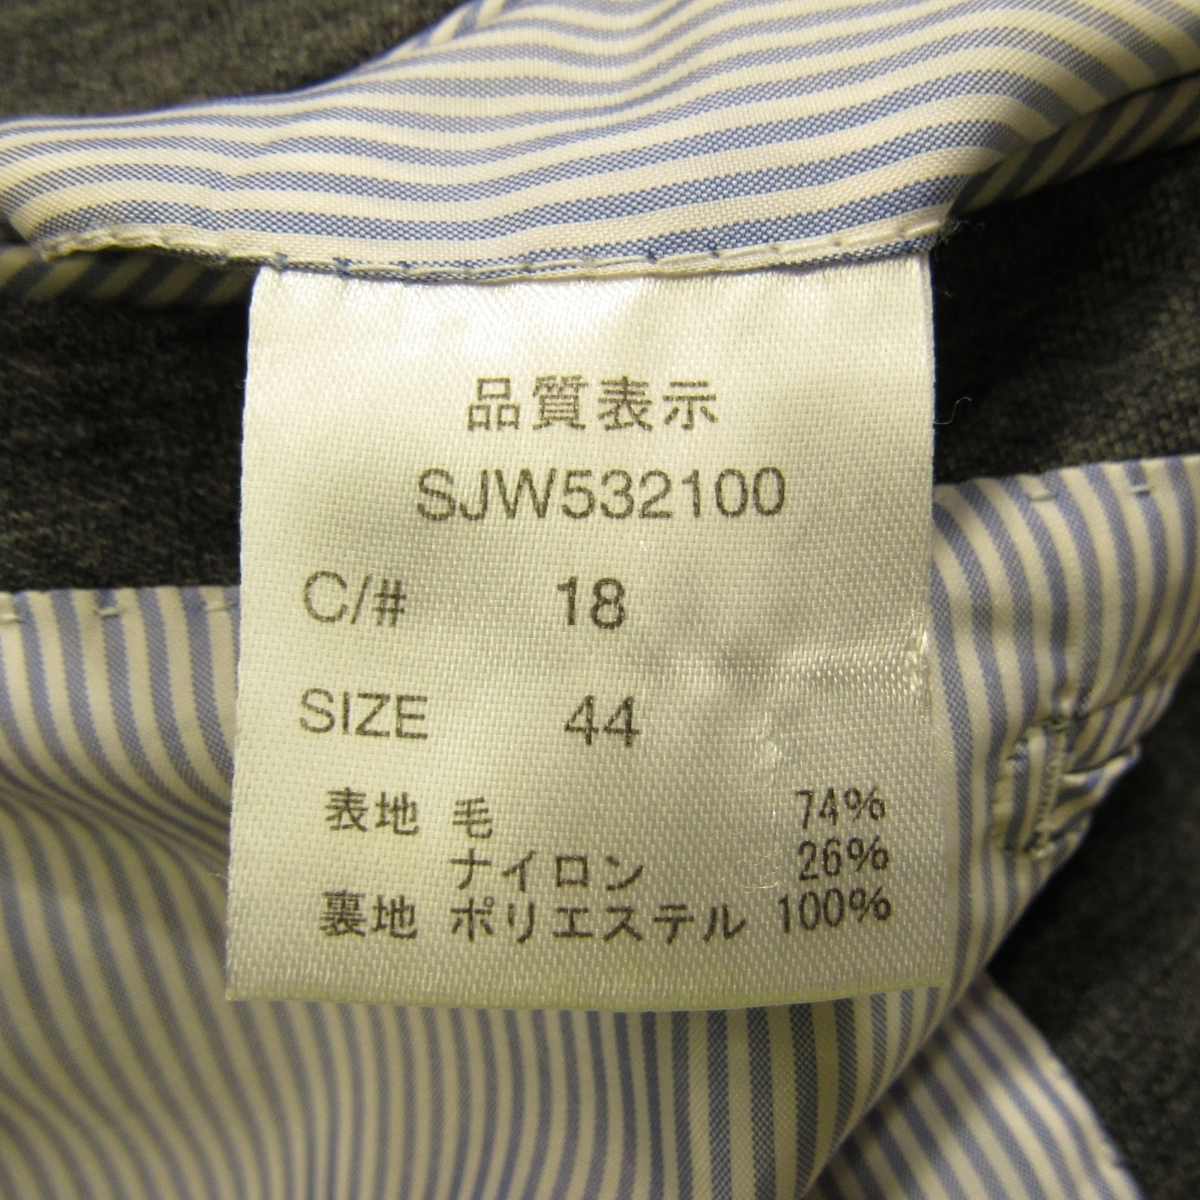 品質表示
SJW532100
C/# 18
SIZE 44
表地 毛 74%
ナイロン 26%
裏地 ポリエステル 100%